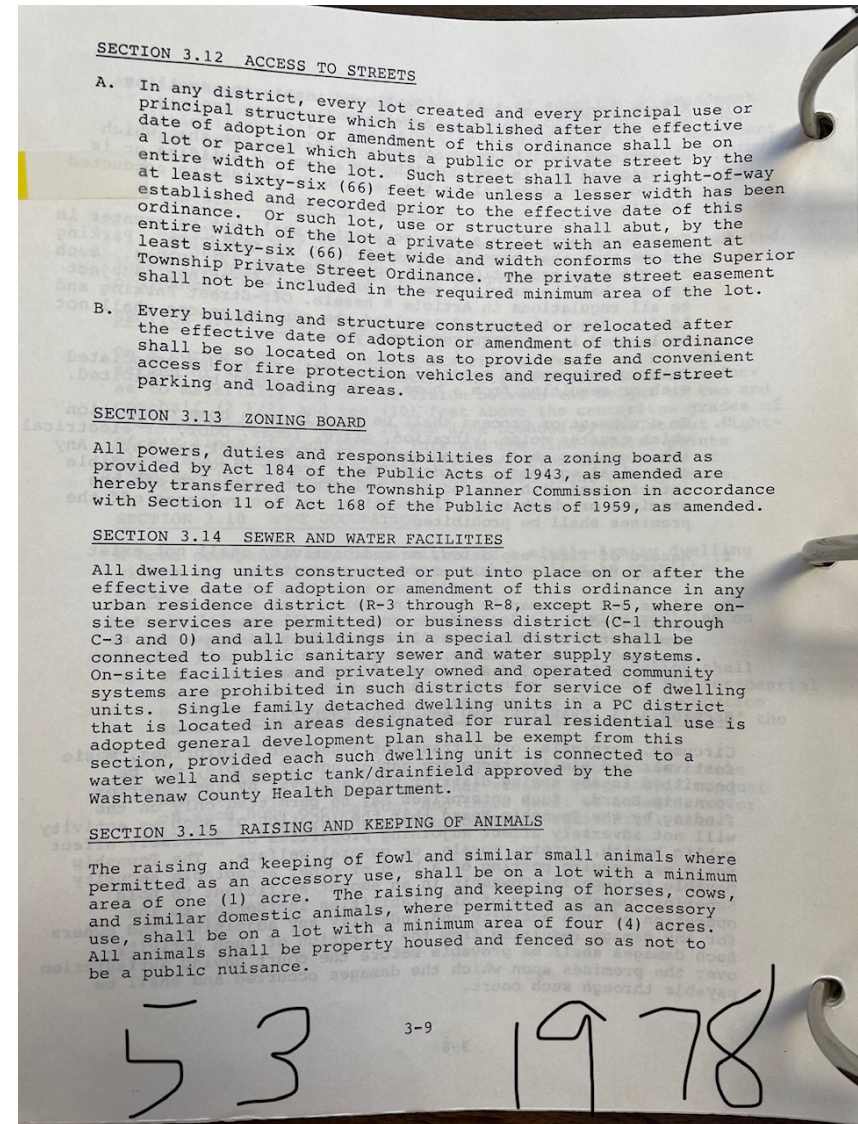 SECTION 3.12 ACCESS TO STREETS
A. In any district, every lot created and every principal use or
principal structure which is established after the effective
date of adoption or amendment of this ordinance shall be on
a lot or parcel which abuts a public or private street by the
entire width of the lot. Such street shall have a right-of-way
at least sixty-six (66) feet wide unless a lesser width has been
established and recorded prior to the effective date of this
ordinance. Or such lot, use or structure shall abut, by the
entire width of the lot a private street with an easement at
least sixty-six (66) feet wide and width conforms to the Superior
Township Private Street Ordinance. The private street easement
shall not be included in the required minimum area of the lot.
B. Every building and structure constructed or relocated after
the effective date of adoption or amendment of this ordinance
shall be so located on lots as to provide safe and convenient
access for fire protection vehicles and required off-street
parking and loading areas.
SECTION 3.13 ZONING BOARD
All powers, duties and responsibilities for a zoning board as
provided by Act 184 of the Public Acts of 1943, as amended are
hereby transferred to the Township Planner Commission in accordance
with Section 11 of Act 168 of the Public Acts of 1959, as amended.
SECTION 3.14 SEWER AND WATER FACILITIES
All dwelling units constructed or put into place on or after the
effective date of adoption or amendment of this ordinance in any
urban residence district (R-3 through R-8, except R-5, where on-
site services are permitted) or business district (C-1 through
C-3 and 0) and all buildings in a special district shall be
connected to public sanitary sewer and water supply systems.
On-site facilities and privately owned and operated community
systems are prohibited in such districts for service of dwelling
units. Single family detached dwelling units in a PC district
that is located in areas designated for rural residential use is
adopted general development plan shall be exempt from this
section, provided each such dwelling unit is connected to a
water well and septic tank/drainfield approved by the
Washtenaw County Health Department.
SECTION 3.15 RAISING AND KEEPING OF ANIMALS
The raising and keeping of fowl and similar small animals where
permitted as an accessory use, shall be on a lot with a minimum
area of one (1) acre. The raising and keeping of horses, cows,
and similar domestic animals, where permitted as an accessory
use, shall be on a lot with a minimum area of four (4) acres.
All animals shall be property housed and fenced so as not to
be a public nuisance.
3-9
53 1978